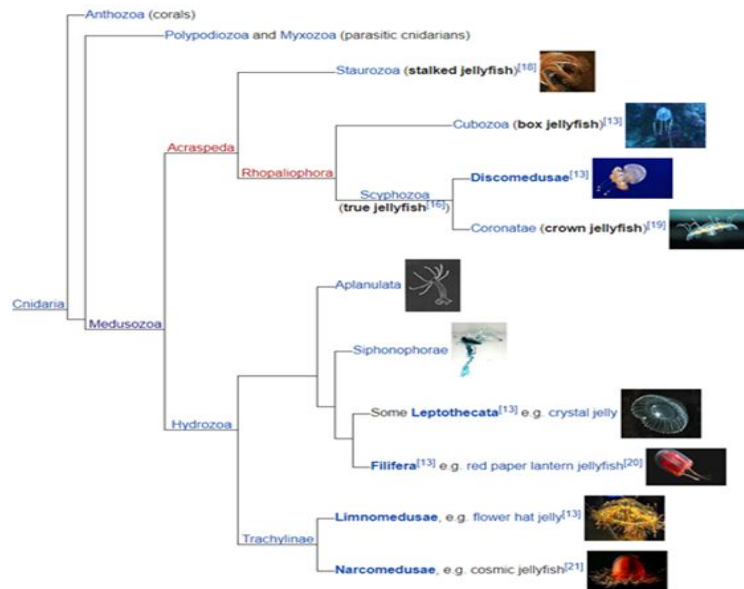 Anthozoa (corals)
Polypodiozoa and Myxozoa (parasitic cnidarians)
Staurozoa (stalked jellyfish)[18]
Cubozoa (box jellyfish)[13]
Acraspeda
Rhopaliophora
Discomedusae[13]
Scyphozoa
(true jellyfish[16])
Coronatae (crown jellyfish)[19]
Aplanulata
Cnidaria
Medusozoa
Siphonophorae
Some Leptothecata[13] e.g. crystal jelly
Hydrozoa
Filifera[13] e.g. red paper lantern jellyfish[20]
Limnomedusae, e.g. flower hat jelly[13]
Trachylinae
Narcomedusae, e.g. cosmic jellyfish[21]